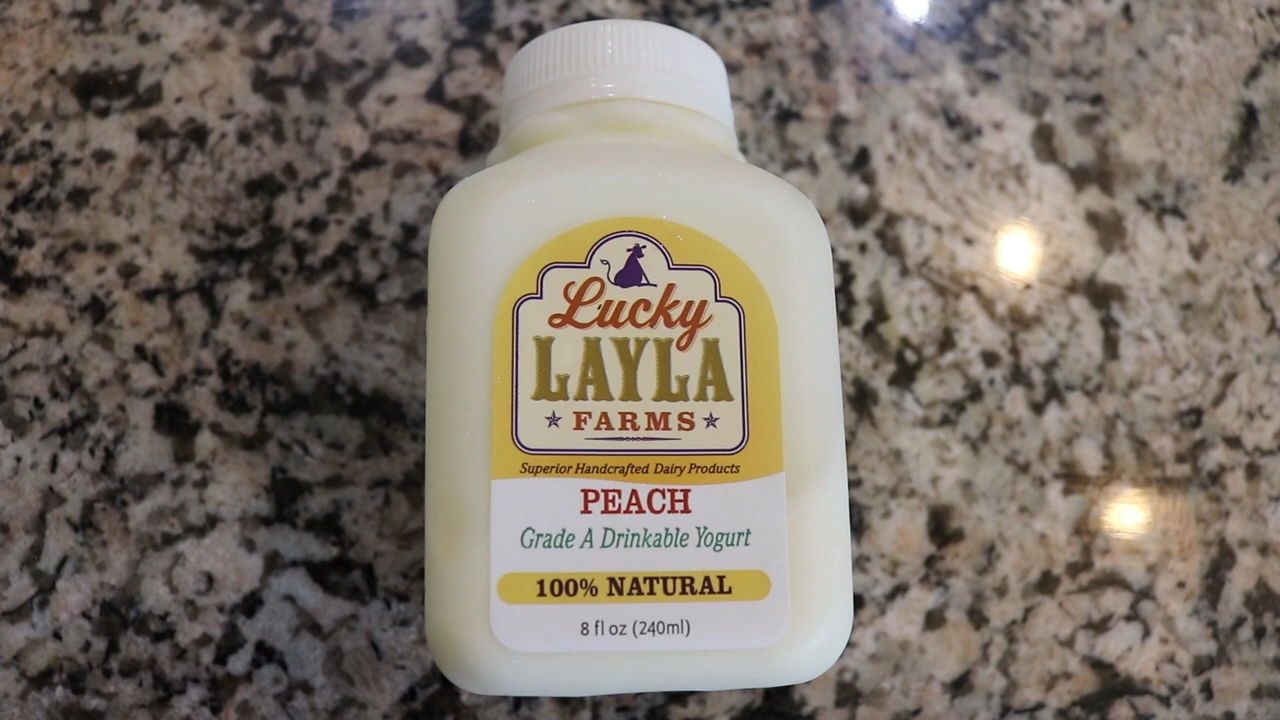 Lucky
LAYLA
FARMS
Superior Handcrafted Dairy Products
PEACH
Grade A Drinkable Yogurt
100% NATURAL
8 fl oz (240ml)